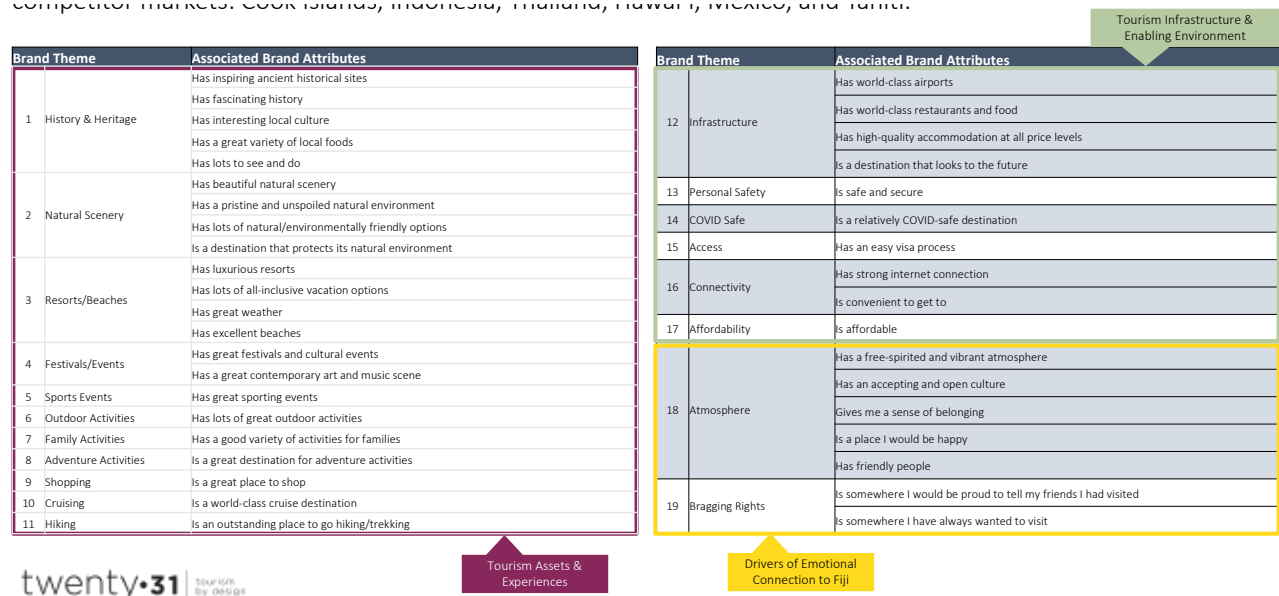 competitor markets: Cook Islands, Indonesia, Thailand, Hawai'i, Mexico, and Tahiti.
Tourism Infrastructure &
Enabling Environment
Brand Theme Associated Brand Attributes
1 History & Heritage
Has inspiring ancient historical sites
Has fascinating history
Has interesting local culture
Has a great variety of local foods
Has lots to see and do
2 Natural Scenery
Has beautiful natural scenery
Has a pristine and unspoiled natural environment
Has lots of natural/environmentally friendly options
Is a destination that protects its natural environment
3 Resorts/Beaches
Has luxurious resorts
Has lots of all-inclusive vacation options
Has great weather
Has excellent beaches
4 Festivals/Events
Has great festivals and cultural events
Has a great contemporary art and music scene
5 Sports Events Has great sporting events
6 Outdoor Activities Has lots of great outdoor activities
7 Family Activities Has a good variety of activities for families
8 Adventure Activities Is a great destination for adventure activities
9 Shopping Is a great place to shop
10 Cruising Is a world-class cruise destination
11 Hiking Is an outstanding place to go hiking/trekking
Tourism Assets &
Experiences
Brand Theme Associated Brand Attributes
12 Infrastructure
Has world-class airports
Has world-class restaurants and food
Has high-quality accommodation at all price levels
Is a destination that looks to the future
13 Personal Safety Is safe and secure
14 COVID Safe Is a relatively COVID-safe destination
15 Access Has an easy visa process
16 Connectivity
Has strong internet connection
Is convenient to get to
17 Affordability Is affordable
18 Atmosphere
Has a free-spirited and vibrant atmosphere
Has an accepting and open culture
Gives me a sense of belonging
Is a place I would be happy
Has friendly people
19 Bragging Rights
Is somewhere I would be proud to tell my friends I had visited
Is somewhere I have always wanted to visit
Drivers of Emotional
Connection to Fiji
twenty•31
tourism
by design